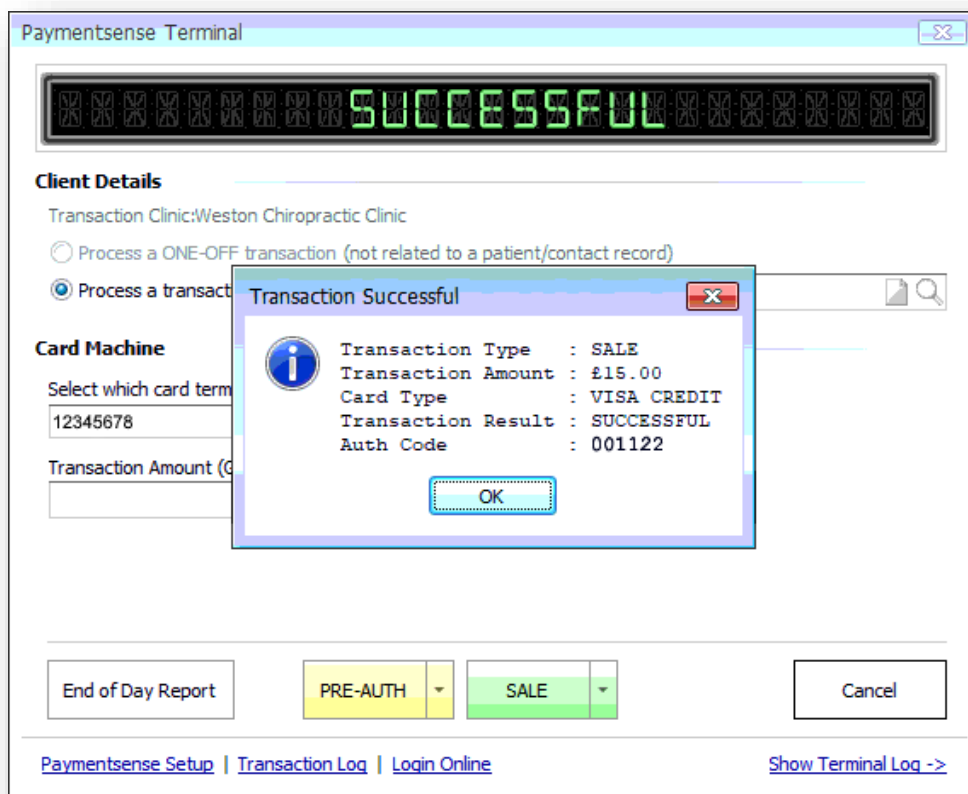 Paymentsense Terminal
SUCCESSFUL
Client Details
Transaction Clinic:Weston Chiropractic Clinic
Process a ONE-OFF transaction (not related to a patient/contact record)
Process a transact
Transaction Successful
Transaction Type : SALE
Transaction Amount : £15.00
Card Type : VISA CREDIT
Transaction Result : SUCCESSFUL
Auth Code : 001122
OK
Card Machine
Select which card term
12345678
Transaction Amount (G
End of Day Report
PRE-AUTH
SALE
Cancel
Paymentsense Setup | Transaction Log | Login Online
Show Terminal Log ->